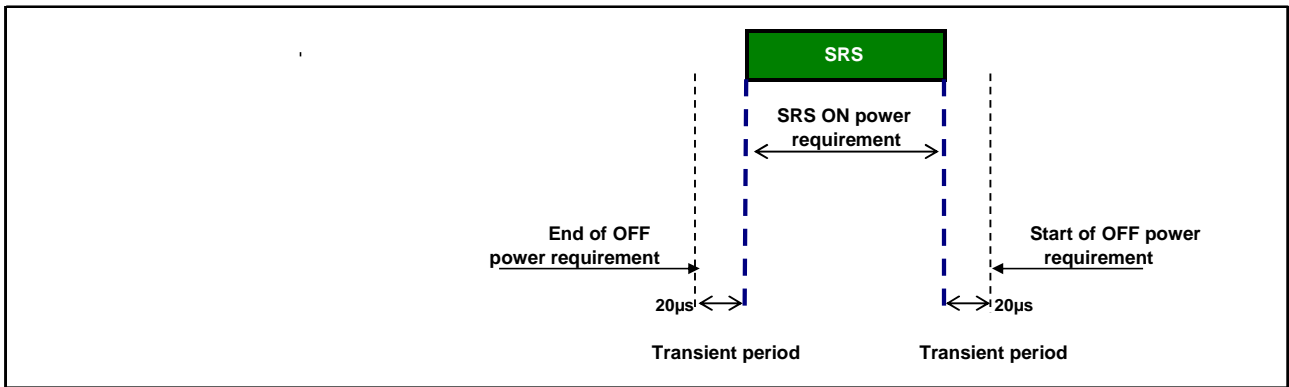 SRS
SRS ON power
requirement
End of OFF
power requirement
Start of OFF power
requirement
20µs
20µs
Transient period
Transient period